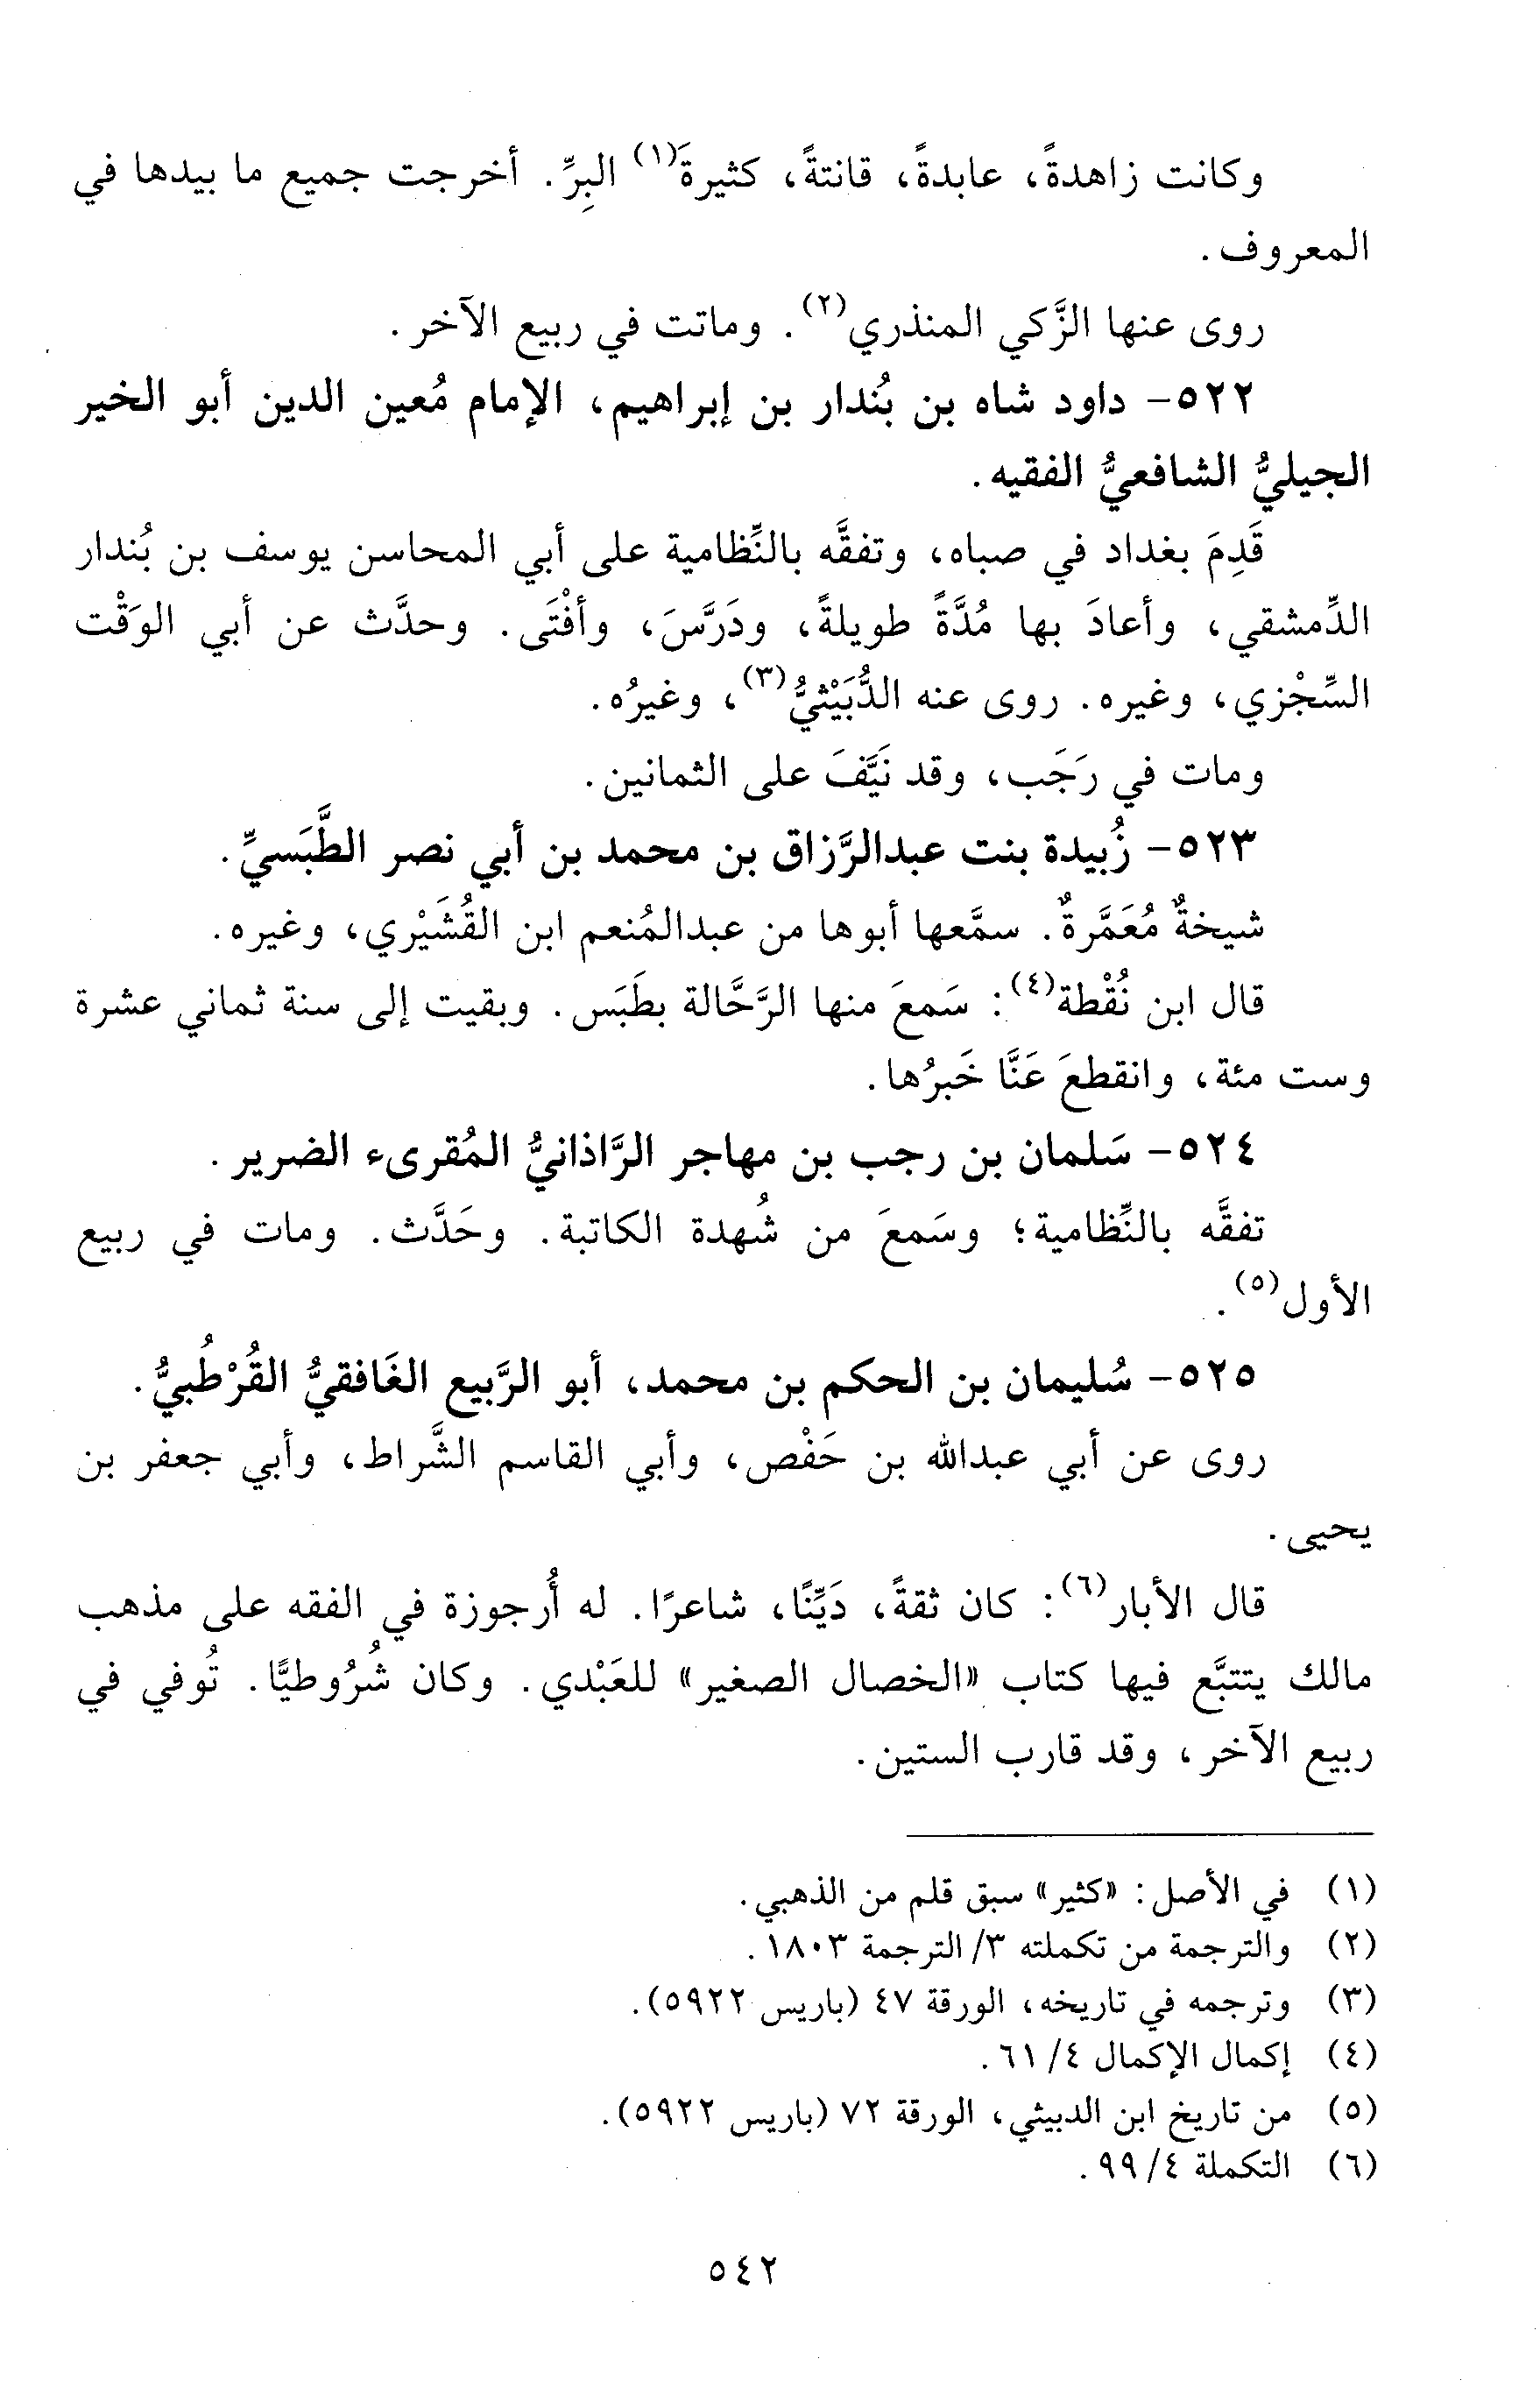 وكانت زاهدةً، عابدةً، قانتةً، كثيرةَ(١) البِرِّ. أخرجت جميع ما بيدها في
المعروف.
روى عنها الزَّكي المنذري(٢). وماتت في ربيع الآخر.
٥٢٢- داود شاه بن بُندار بن إبراهيم، الإمام مُعين الدين أبو الخير
الجيليُّ الشافعيُّ الفقيه.
قَدِمَ بغداد في صباه، وتفقَّه بالنِّظامية على أبي المحاسن يوسف بن بُندار
الدِّمشقي، وأعادَ بها مُدَّةً طويلةً، ودَرَّسَ، وأفْتَى. وحدَّث عن أبي الوَقْت
السِّجْزي، وغيره. روى عنه الدُّبَيْثيُّ(٣)، وغيرُه.
ومات في رَجَب، وقد نَيَّفَ على الثمانين.
٥٢٣- زُبيدة بنت عبدالرَّزاق بن محمد بن أبي نصر الطَّبَسيِّ.
شيخةٌ مُعَمَّرةٌ. سمَّعها أبوها من عبدالمُنعم ابن القُشَيْري، وغيره.
قال ابن نُقْطة(٤): سَمعَ منها الرَّحَّالة بطَبَس. وبقيت إلى سنة ثماني عشرة
وست مئة، وانقطعَ عَنَّا خَبرُها.
٥٢٤- سَلمان بن رجب بن مهاجر الرَّاذانيُّ المُقرىء الضرير.
تفقَّه بالنِّظامية؛ وسَمعَ من شُهدة الكاتبة. وحَدَّث. ومات في ربيع
الأول(٥).
٥٢٥- سُليمان بن الحكم بن محمد، أبو الرَّبيع الغَافقيُّ القُرْطُبيُّ.
روى عن أبي عبدالله بن حَفْص، وأبي القاسم الشَّراط، وأبي جعفر بن
يحيى.
قال الأبار(٦): كان ثقةً، دَيِّنًا، شاعرًا. له أُرجوزة في الفقه على مذهب
مالك يتتبَّع فيها كتاب «الخصال الصغير» للعَبْدي. وكان شُرُوطيًّا. تُوفي في
ربيع الآخر، وقد قارب الستين.
(١) في الأصل: «كثير» سبق قلم من الذهبي.
(٢) والترجمة من تكملته ٣/ الترجمة ١٨٠٣.
(٣) وترجمه في تاريخه، الورقة ٤٧ (باريس ٥٩٢٢).
(٤) إكمال الإكمال ٤/ ٦١.
(٥) من تاريخ ابن الدبيثي، الورقة ٧٢ (باريس ٥٩٢٢).
(٦) التكملة ٤/ ٩٩.
٥٤٢